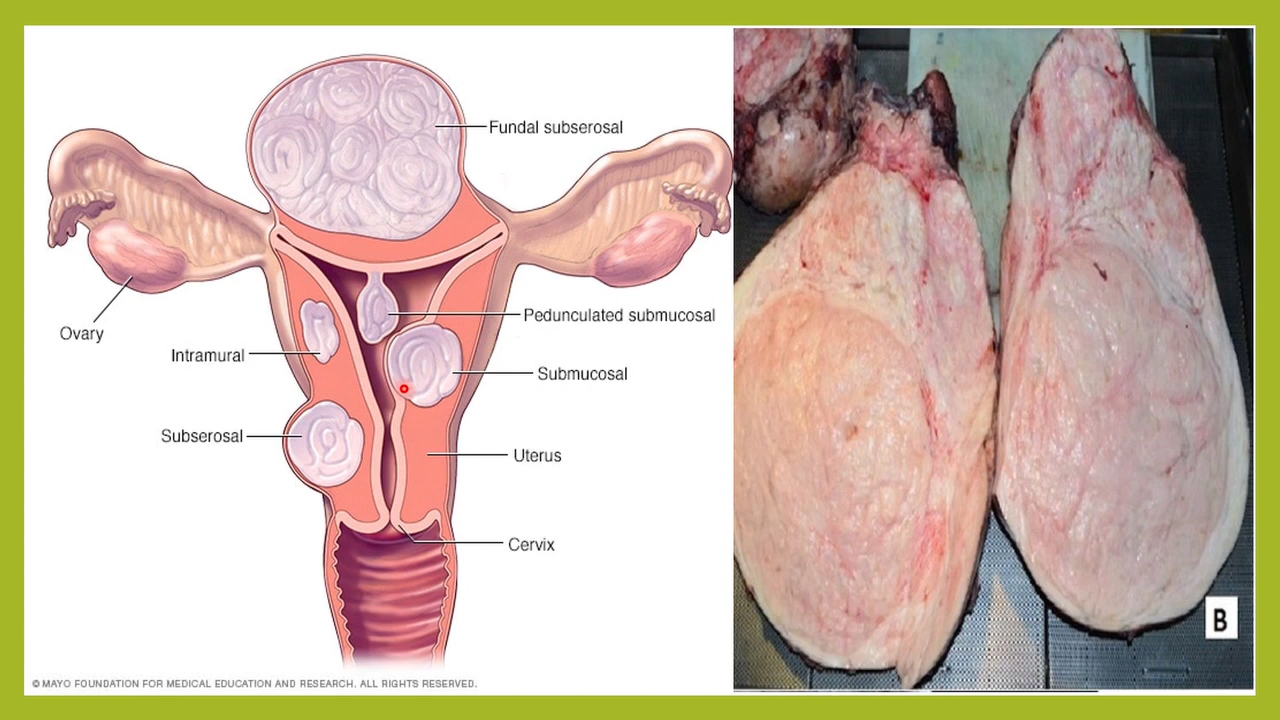 Fundal subserosal
Ovary
Pedunculated submucosal
Intramural
Submucosal
Subserosal
Uterus
Cervix
B
© MAYO FOUNDATION FOR MEDICAL EDUCATION AND RESEARCH. ALL RIGHTS RESERVED.